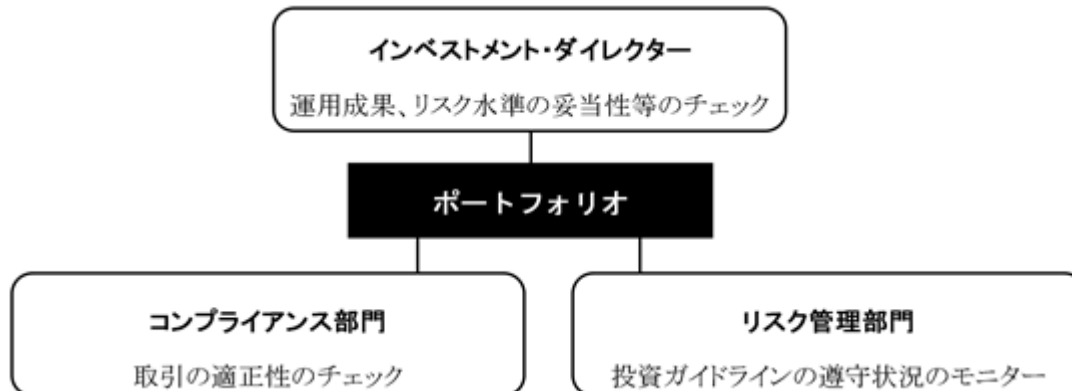 インベストメント・ダイレクター
運用成果、リスク水準の妥当性等のチェック
ポートフォリオ
コンプライアンス部門
取引の適正性のチェック
リスク管理部門
投資ガイドラインの遵守状況のモニター